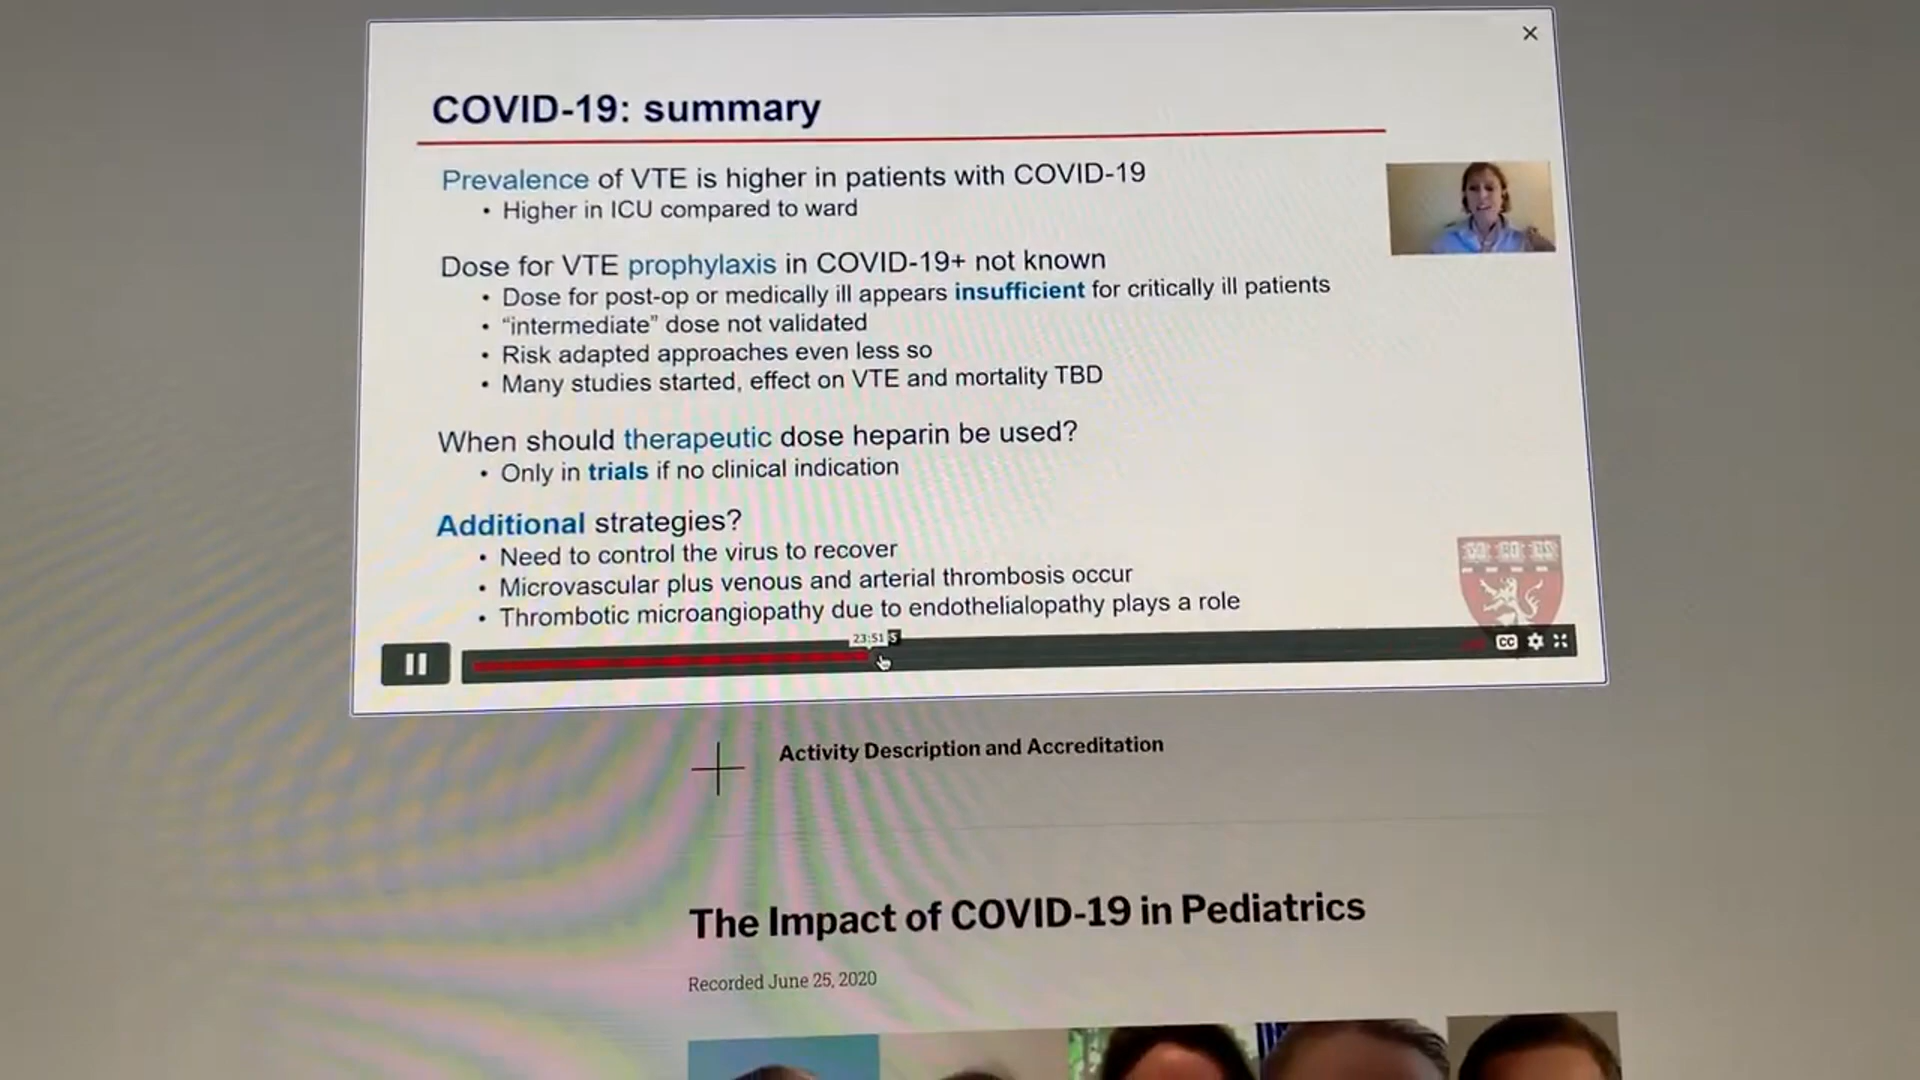 ×
COVID-19: summary
Prevalence of VTE is higher in patients with COVID-19
• Higher in ICU compared to ward
Dose for VTE prophylaxis in COVID-19+ not known
• Dose for post-op or medically ill appears insufficient for critically ill patients
• “intermediate” dose not validated
• Risk adapted approaches even less so
• Many studies started, effect on VTE and mortality TBD
When should therapeutic dose heparin be used?
• Only in trials if no clinical indication
Additional strategies?
• Need to control the virus to recover
• Microvascular plus venous and arterial thrombosis occur
• Thrombotic microangiopathy due to endothelialopathy plays a role
VE RI TAS
23:51
CC
Activity Description and Accreditation
The Impact of COVID-19 in Pediatrics
Recorded June 25, 2020